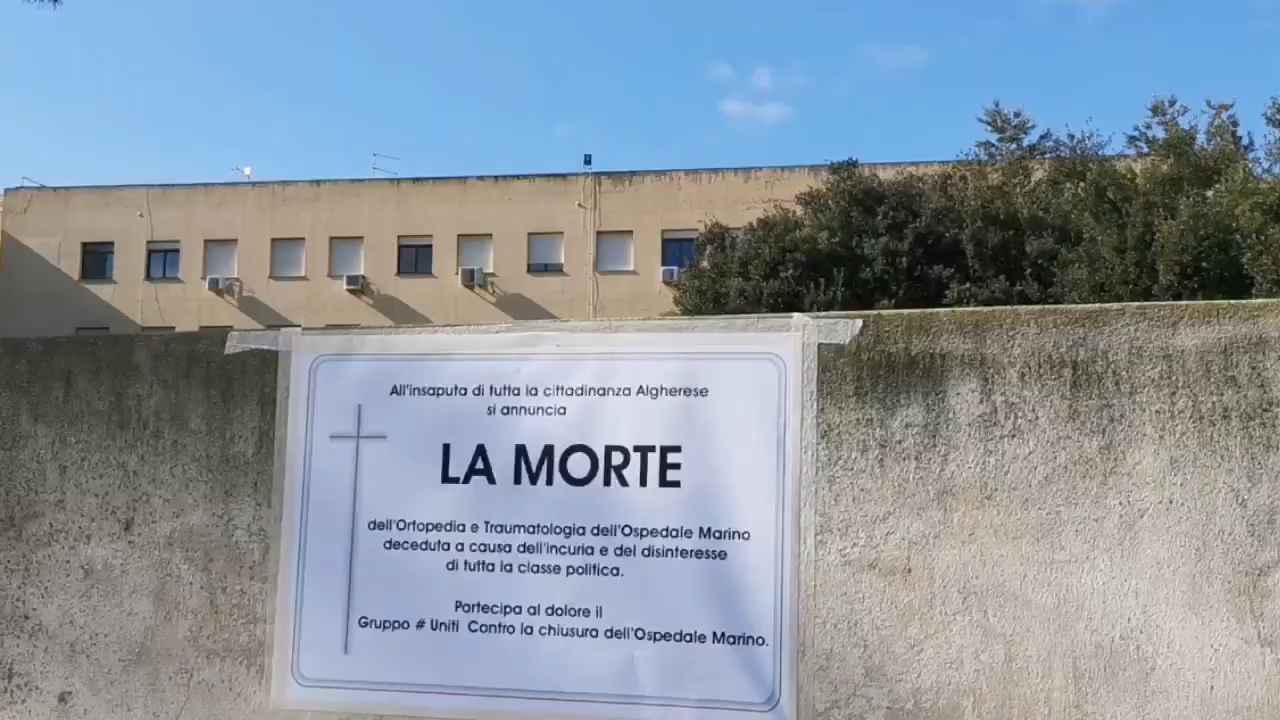 All'insaputa di tutta la cittadinanza Algherese
si annuncia
LA MORTE
dell'Ortopedia e Traumatologia dell'Ospedale Marino
deceduta a causa dell'incuria e del disinteresse
di tutta la classe politica.
Partecipa al dolore il
Gruppo # Uniti Contro la chiusura dell'Ospedale Marino.